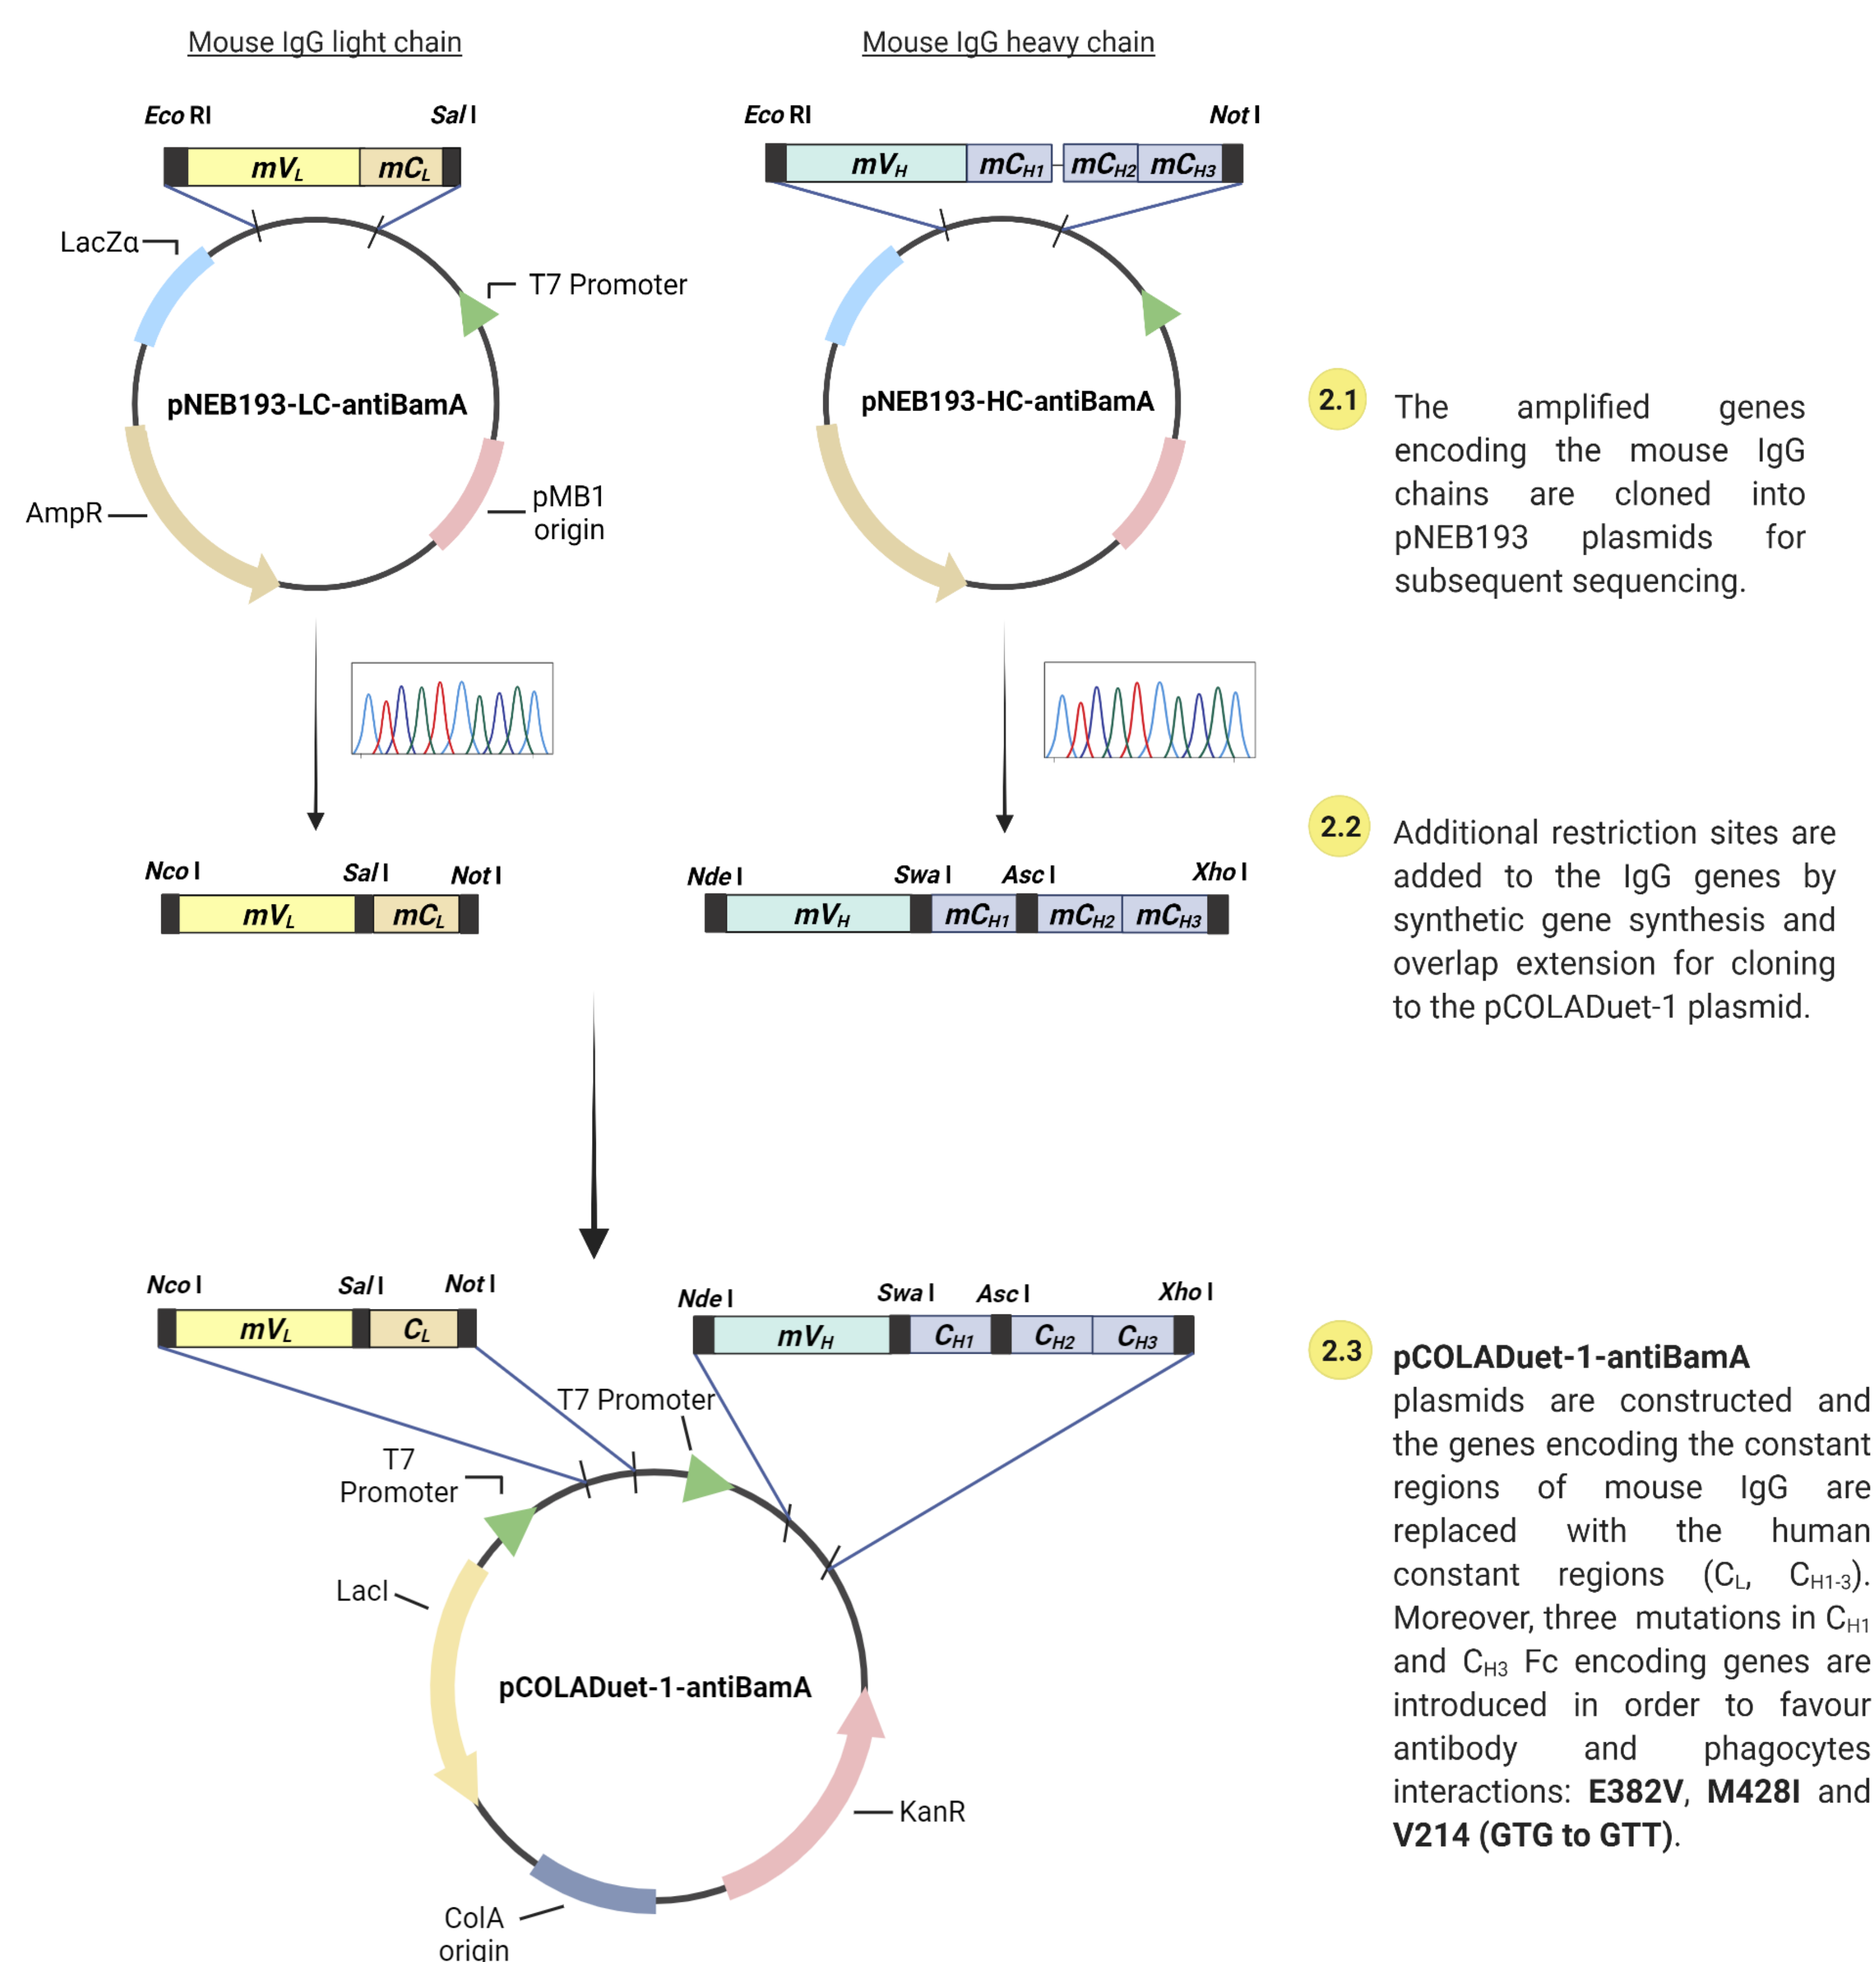 Mouse IgG light chain
Mouse IgG heavy chain
Eco RI
Sal I
Eco RI
Not I
mVL
mCL
mVH
mCH1
mCH2
mCH3
LacZα
T7 Promoter
pNEB193-LC-antiBamA
pNEB193-HC-antiBamA
AmpR
pMB1
origin
2.1
The amplified genes
encoding the mouse IgG
chains are cloned into
pNEB193 plasmids for
subsequent sequencing.
Nco I
Sal I
Not I
mVL
mCL
Nde I
Swa I
Asc I
Xho I
mVH
mCH1
mCH2
mCH3
2.2
Additional restriction sites are
added to the IgG genes by
synthetic gene synthesis and
overlap extension for cloning
to the pCOLADuet-1 plasmid.
Nco I
Sal I
Not I
mVL
CL
Nde I
Swa I
Asc I
Xho I
mVH
CH1
CH2
CH3
T7 Promoter
T7
Promoter
LacI
pCOLADuet-1-antiBamA
KanR
ColA
origin
2.3
pCOLADuet-1-antiBamA
plasmids are constructed and
the genes encoding the constant
regions of mouse IgG are
replaced with the human
constant regions (CL, CH1-3).
Moreover, three mutations in CH1
and CH3 Fc encoding genes are
introduced in order to favour
antibody and phagocytes
interactions: E382V, M428I and
V214 (GTG to GTT).